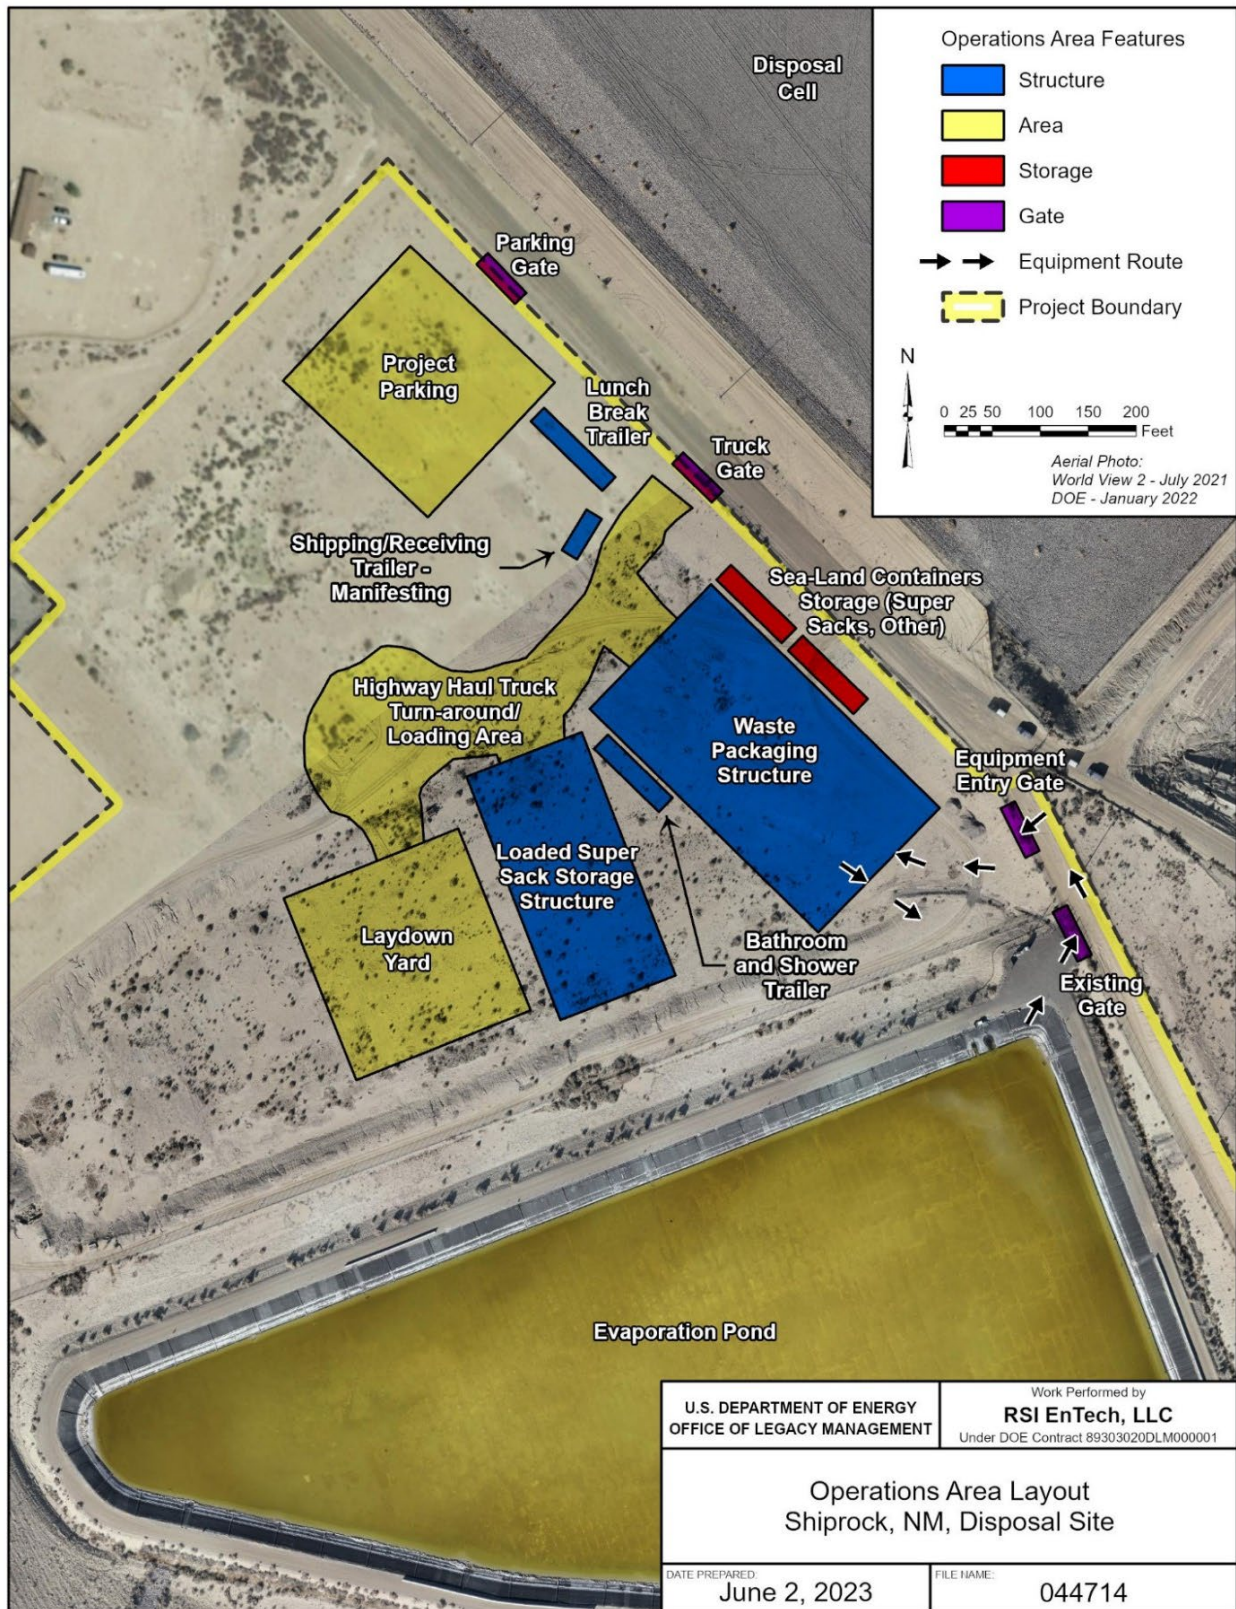 Disposal
Cell
Operations Area Features
Structure
Area
Storage
Gate
Equipment Route
Project Boundary
N
0 25 50 100 150 200
Feet
Aerial Photo:
World View 2 - July 2021
DOE - January 2022
Parking
Gate
Project
Parking
Lunch
Break
Trailer
Truck
Gate
Shipping/Receiving
Trailer -
Manifesting
Sea-Land Containers
Storage (Super
Sacks, Other)
Highway Haul Truck
Turn-around/
Loading Area
Waste
Packaging
Structure
Equipment
Entry Gate
Loaded Super
Sack Storage
Structure
Laydown
Yard
Bathroom
and Shower
Trailer
Existing
Gate
Evaporation Pond
U.S. DEPARTMENT OF ENERGY
OFFICE OF LEGACY MANAGEMENT
Work Performed by
RSI EnTech, LLC
Under DOE Contract 89303020DLM000001
Operations Area Layout
Shiprock, NM, Disposal Site
DATE PREPARED:
June 2, 2023
FILE NAME:
044714